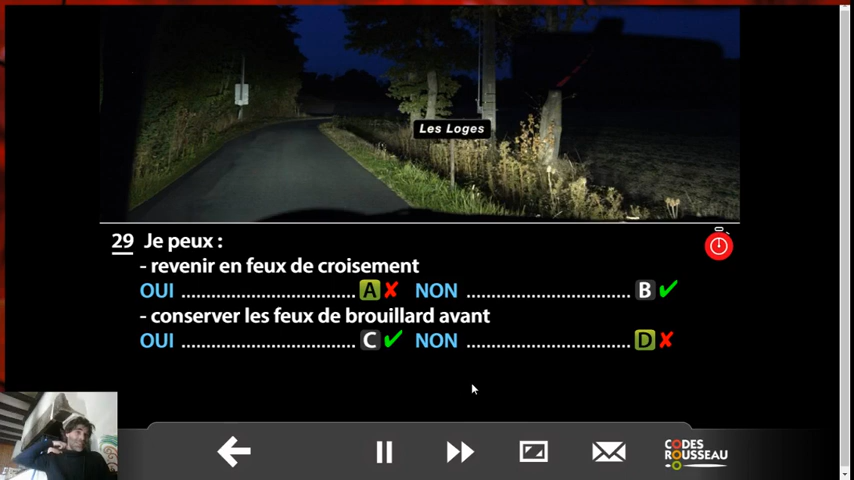 Les Loges
29 Je peux :
- revenir en feux de croisement
OUI ................................... A ✘ NON ................................... B ✔
- conserver les feux de brouillard avant
OUI ................................... C ✔ NON ................................... D ✘
CODES
ROUSSEAU